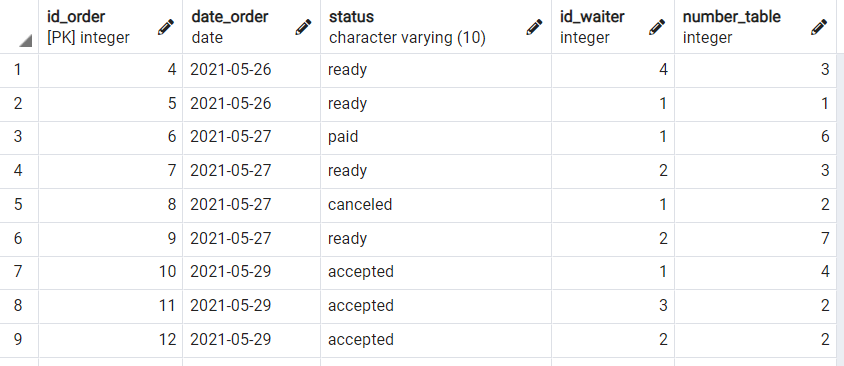 id_order date_order status id_waiter number_table
[PK] integer date character varying (10) integer integer
1 4 2021-05-26 ready 4 3
2 5 2021-05-26 ready 1 1
3 6 2021-05-27 paid 1 6
4 7 2021-05-27 ready 2 3
5 8 2021-05-27 canceled 1 2
6 9 2021-05-27 ready 2 7
7 10 2021-05-29 accepted 1 4
8 11 2021-05-29 accepted 3 2
9 12 2021-05-29 accepted 2 2